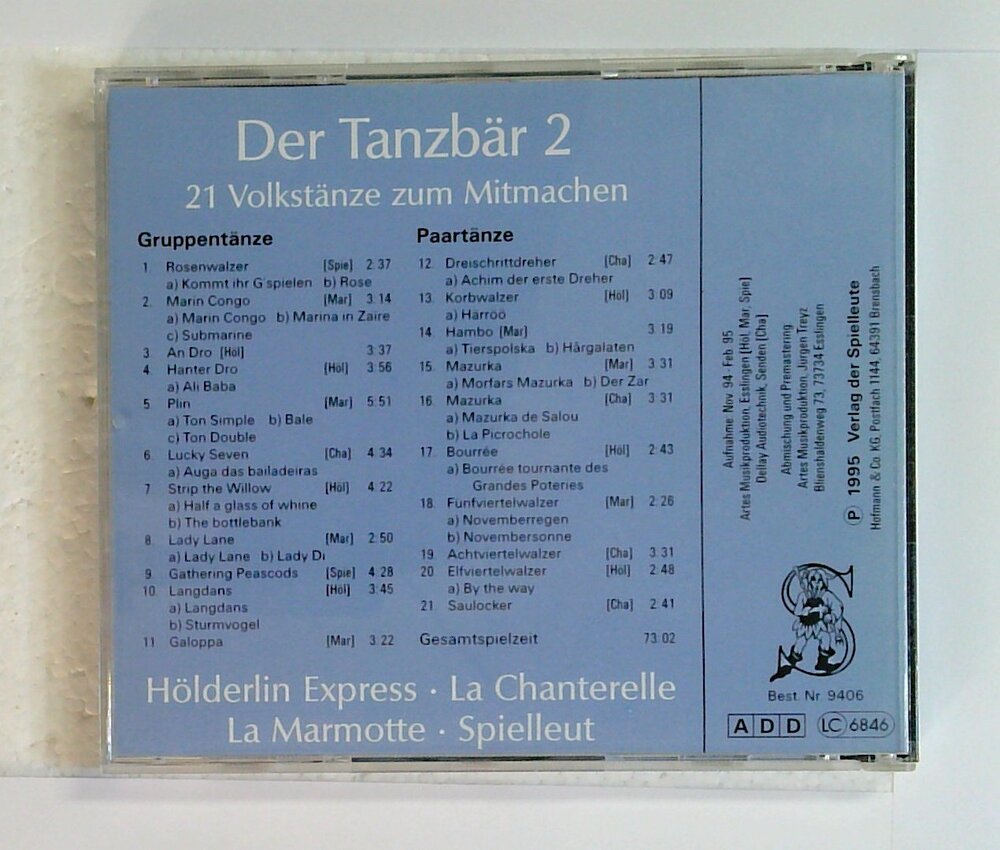 Der Tanzbär 2
21 Volkstänze zum Mitmachen
Gruppentänze
1. Rosenwalzer [Spie] 2:37
a) Kommt ihr G'spielen b) Rose
2. Marin Congo [Mar] 3:14
a) Marin Congo b) Marina in Zaire
c) Submarine
3. An Dro [Höl] 3:37
4. Hanter Dro [Höl] 3:56
a) Ali Baba
5. Plin [Mar] 5:51
a) Ton Simple b) Bale
c) Ton Double
6. Lucky Seven [Cha] 4:34
a) Auga das bailadeiras
7. Strip the Willow [Höl] 4:22
a) Half a glass of whine
b) The bottlebank
8. Lady Lane [Mar] 2:50
a) Lady Lane b) Lady Di
9. Gathering Peascods [Spie] 4:28
10. Langdans [Höl] 3:45
a) Langdans
b) Sturmvogel
11. Galoppa [Mar] 3:22
Paartänze
12. Dreischrittdreher [Cha] 2:47
a) Achim der erste Dreher
13. Korbwalzer [Höl] 3:09
a) Harröö
14. Hambo [Mar] 3:19
a) Tierspolska b) Hårgalaten
15. Mazurka [Mar] 3:31
a) Morfars Mazurka b) Der Zar
16. Mazurka [Cha] 3:31
a) Mazurka de Salou
b) La Picrochole
17. Bourrée [Höl] 2:43
a) Bourrée tournante des
Grandes Poteries
18. Fünfviertelwalzer [Mar] 2:26
a) Novemberregen
b) Novembersonne
19. Achtviertelwalzer [Cha] 3:31
20. Elfviertelwalzer [Höl] 2:48
a) By the way
21. Saulocker [Cha] 2:41
Gesamtspielzeit 73:02
Hölderlin Express · La Chanterelle
La Marmotte · Spielleut
Aufnahme: Nov. 94 - Feb. 95
Artes Musikproduktion, Esslingen [Höl, Mar, Spie]
Dellay Audiotechnik, Senden [Cha]
Abmischung und Premastering
Artes Musikproduktion, Jürgen Treyz
Blienshaldenweg 73, 73734 Esslingen
Ⓟ 1995 Verlag der Spielleute
Hofmann & Co. KG, Postfach 1144, 64391 Brensbach
S
Best. Nr. 9406
ADD LC 6846